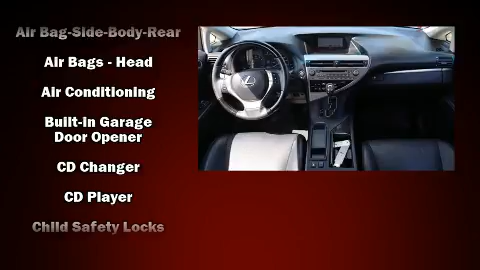 Air Bag-Side-Body-Rear
Air Bags - Head
Air Conditioning
Built-in Garage
Door Opener
CD Changer
CD Player
Child Safety Locks